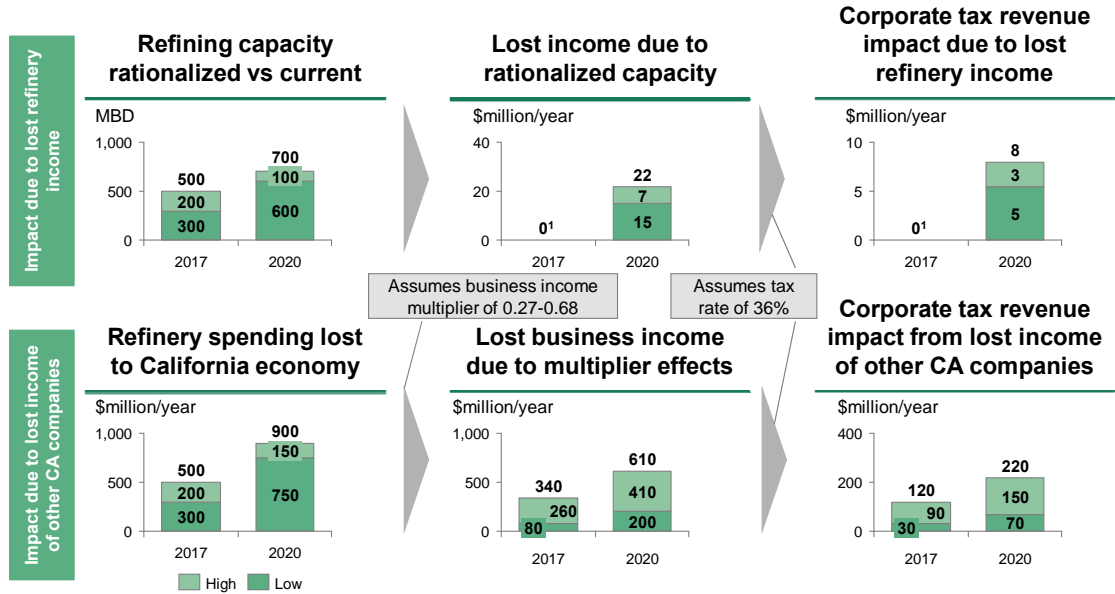 Impact due to lost refinery
income
Refining capacity
rationalized vs current
MBD
1,000
500
0
500
200
300
2017
700
100
600
2020
Lost income due to
rationalized capacity
$million/year
40
20
0
0¹
2017
22
7
15
2020
Corporate tax revenue
impact due to lost
refinery income
$million/year
10
5
0
0¹
2017
8
3
5
2020
Assumes business income
multiplier of 0.27-0.68
Assumes tax
rate of 36%
Impact due to lost income
of other CA companies
Refinery spending lost
to California economy
$million/year
1,000
500
0
500
200
300
2017
900
150
750
2020
High
Low
Lost business income
due to multiplier effects
$million/year
1,000
500
0
340
260
80
2017
610
410
200
2020
Corporate tax revenue
impact from lost income
of other CA companies
$million/year
400
200
0
120
90
30
2017
220
150
70
2020